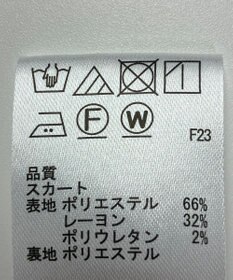 F W
F23
品質
スカート
表地 ポリエステル 66%
レーヨン 32%
ポリウレタン 2%
裏地 ポリエステル